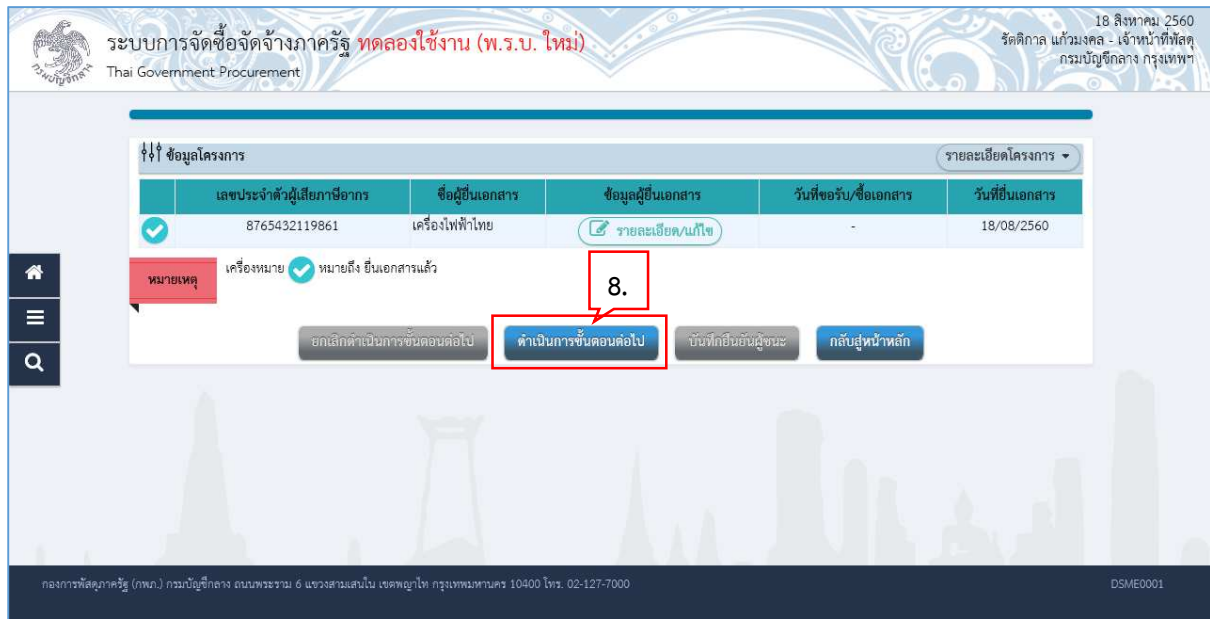 18 สิงหาคม 2560
ระบบการจัดซื้อจัดจ้างภาครัฐ ทดลองใช้งาน (พ.ร.บ. ใหม่)
รัตติกาล แก้วมงคล - เจ้าหน้าที่พัสดุ
Thai Government Procurement
กรมบัญชีกลาง กรุงเทพฯ
กรมบัญชีกลาง
ข้อมูลโครงการ
รายละเอียดโครงการ
เลขประจำตัวผู้เสียภาษีอากร ชื่อผู้ยื่นเอกสาร ข้อมูลผู้ยื่นเอกสาร วันที่ขอรับ/ซื้อเอกสาร วันที่ยื่นเอกสาร
8765432119861 เครื่องไฟฟ้าไทย รายละเอียด/แก้ไข - 18/08/2560
หมายเหตุ เครื่องหมาย หมายถึง ยื่นเอกสารแล้ว
8.
ยกเลิกดำเนินการขั้นตอนต่อไป ดำเนินการขั้นตอนต่อไป บันทึกยืนยันผู้ชนะ กลับสู่หน้าหลัก
กองการพัสดุภาครัฐ (กพภ.) กรมบัญชีกลาง ถนนพระราม 6 แขวงสามเสนใน เขตพญาไท กรุงเทพมหานคร 10400 โทร. 02-127-7000 DSME0001